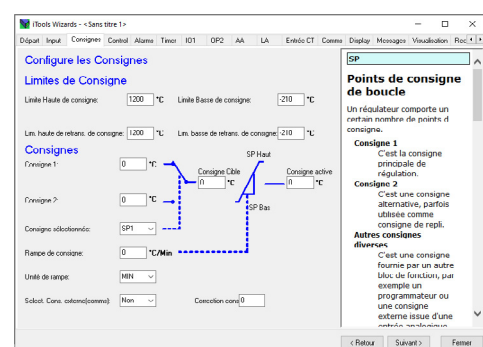 iTools Wizards - <Sans titre 1>
Départ Input Consignes Control Alarms Timer IO1 OP2 AA LA Entrée CT Comms Display Messages Visualisation Rec
Configure les Consignes
Limites de Consigne
Limite Haute de consigne: 1200 °C Limite Basse de consigne: -210 °C
Lim. haute de retrans. de consigne: 1200 °C Lim. basse de retrans. de consigne: -210 °C
Consignes
SP Haut
Consigne 1: 0 °C Consigne Cible Consigne active
0 °C 0 °C
Consigne 2: 0 °C
SP Bas
Consigne sélectionnée: SP1
Rampe de consigne: 0 °C/Min
Unité de rampe: MIN
Select. Cons. externe(comms): Non Correction cons 0
SP
Points de consigne
de boucle
Un régulateur comporte un
certain nombre de points d
consigne.
Consigne 1
C'est la consigne
principale de
régulation.
Consigne 2
C'est une consigne
alternative, parfois
utilisée comme
consigne de repli.
Autres consignes
diverses
C'est une consigne
fournie par un autre
bloc de fonction, par
exemple un
programmateur ou
une consigne
externe issue d'une
entrée analogique
< Retour Suivant > Fermer